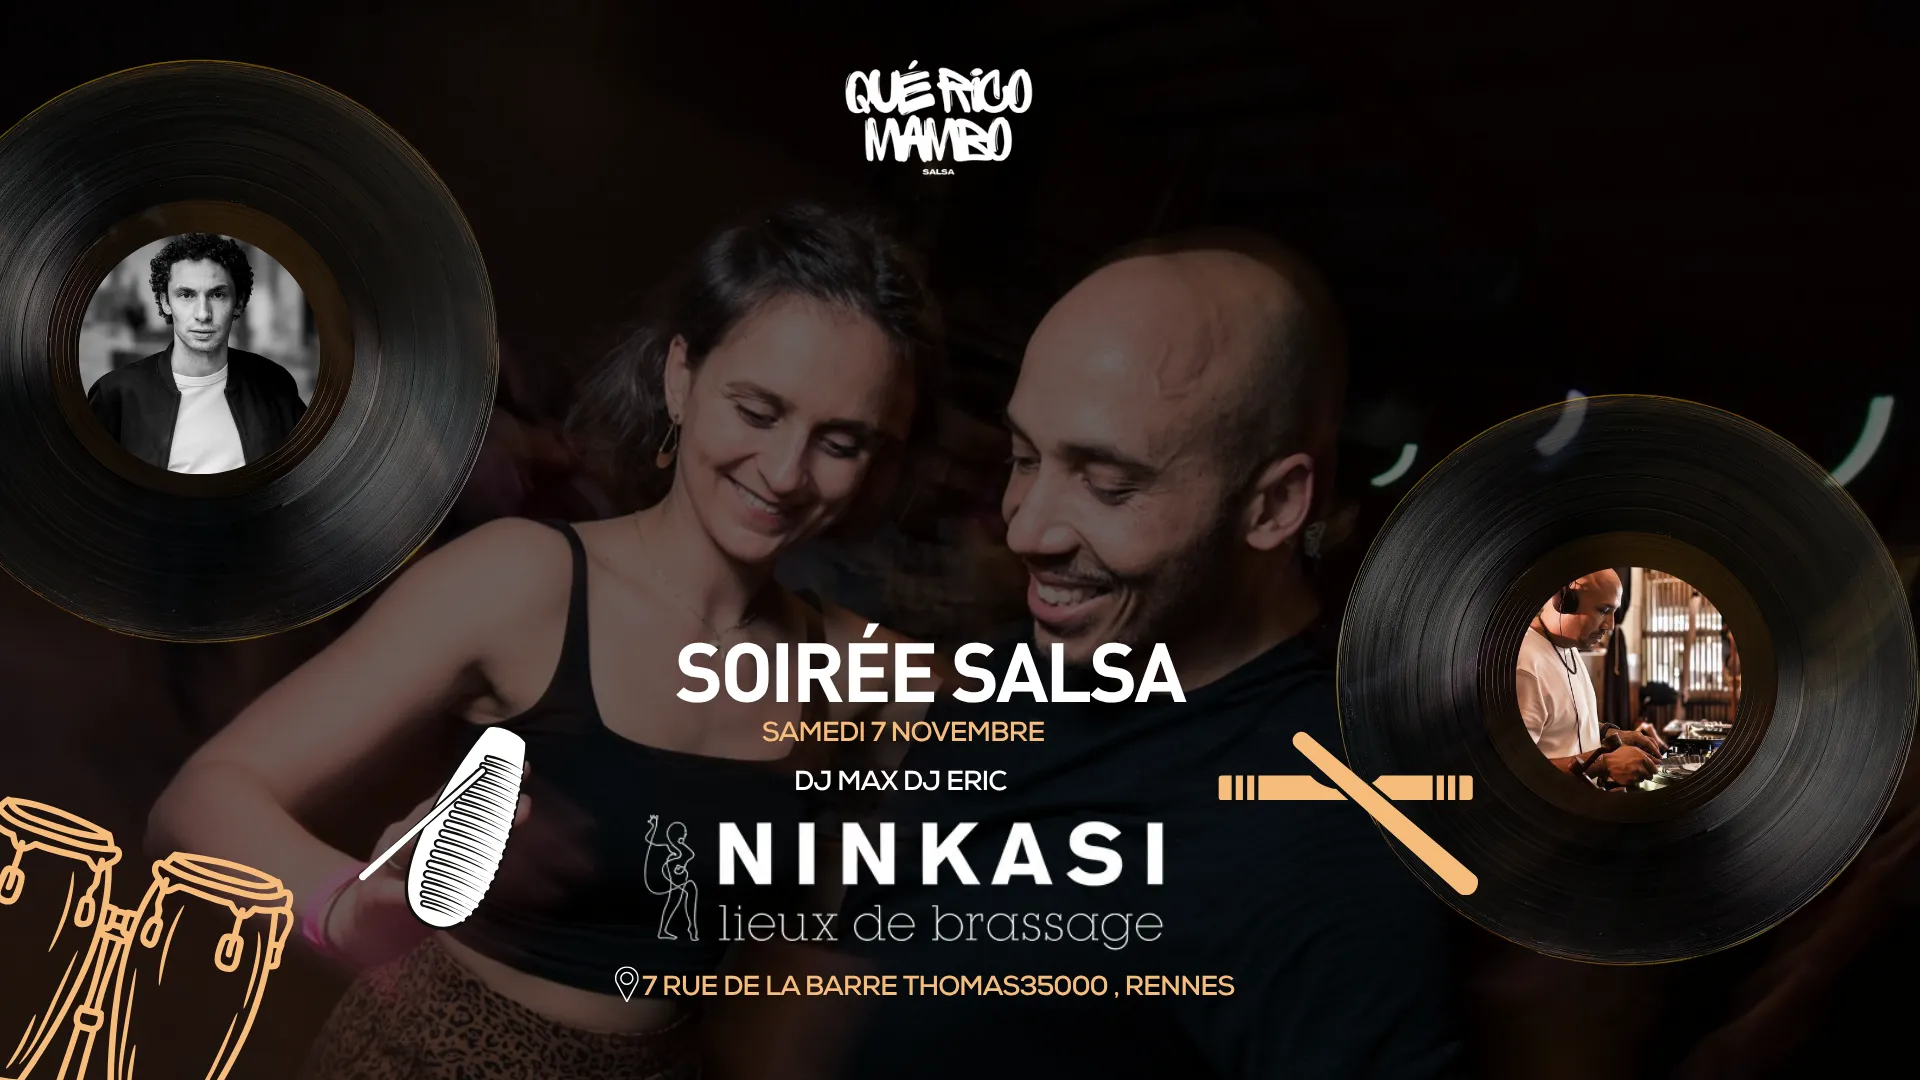 QUÉ RICO
MAMBO
SALSA
SOIRÉE SALSA
SAMEDI 7 NOVEMBRE
DJ MAX DJ ERIC
NINKASI
lieux de brassage
7 RUE DE LA BARRE THOMAS35000 , RENNES